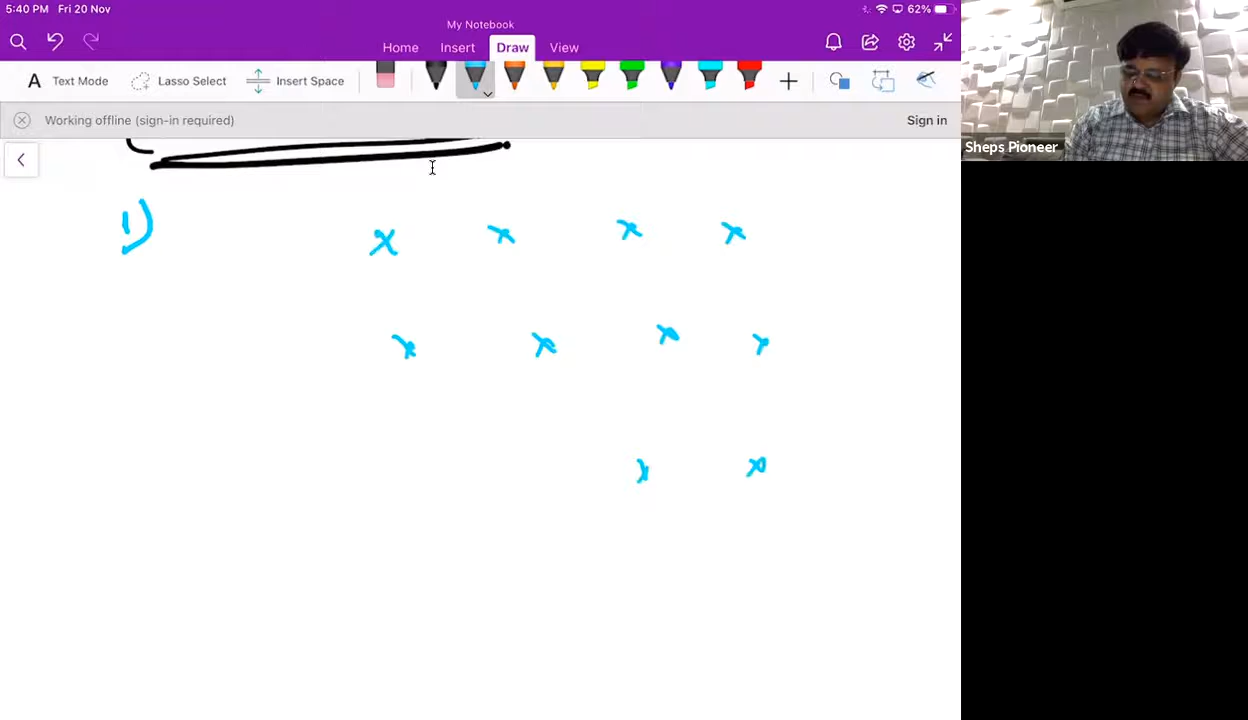 5:40 PM Fri 20 Nov
62%
My Notebook
Home Insert Draw View
A Text Mode Lasso Select Insert Space
Working offline (sign-in required) Sign in
Sheps Pioneer
1)
x x x x
x x x x
x x